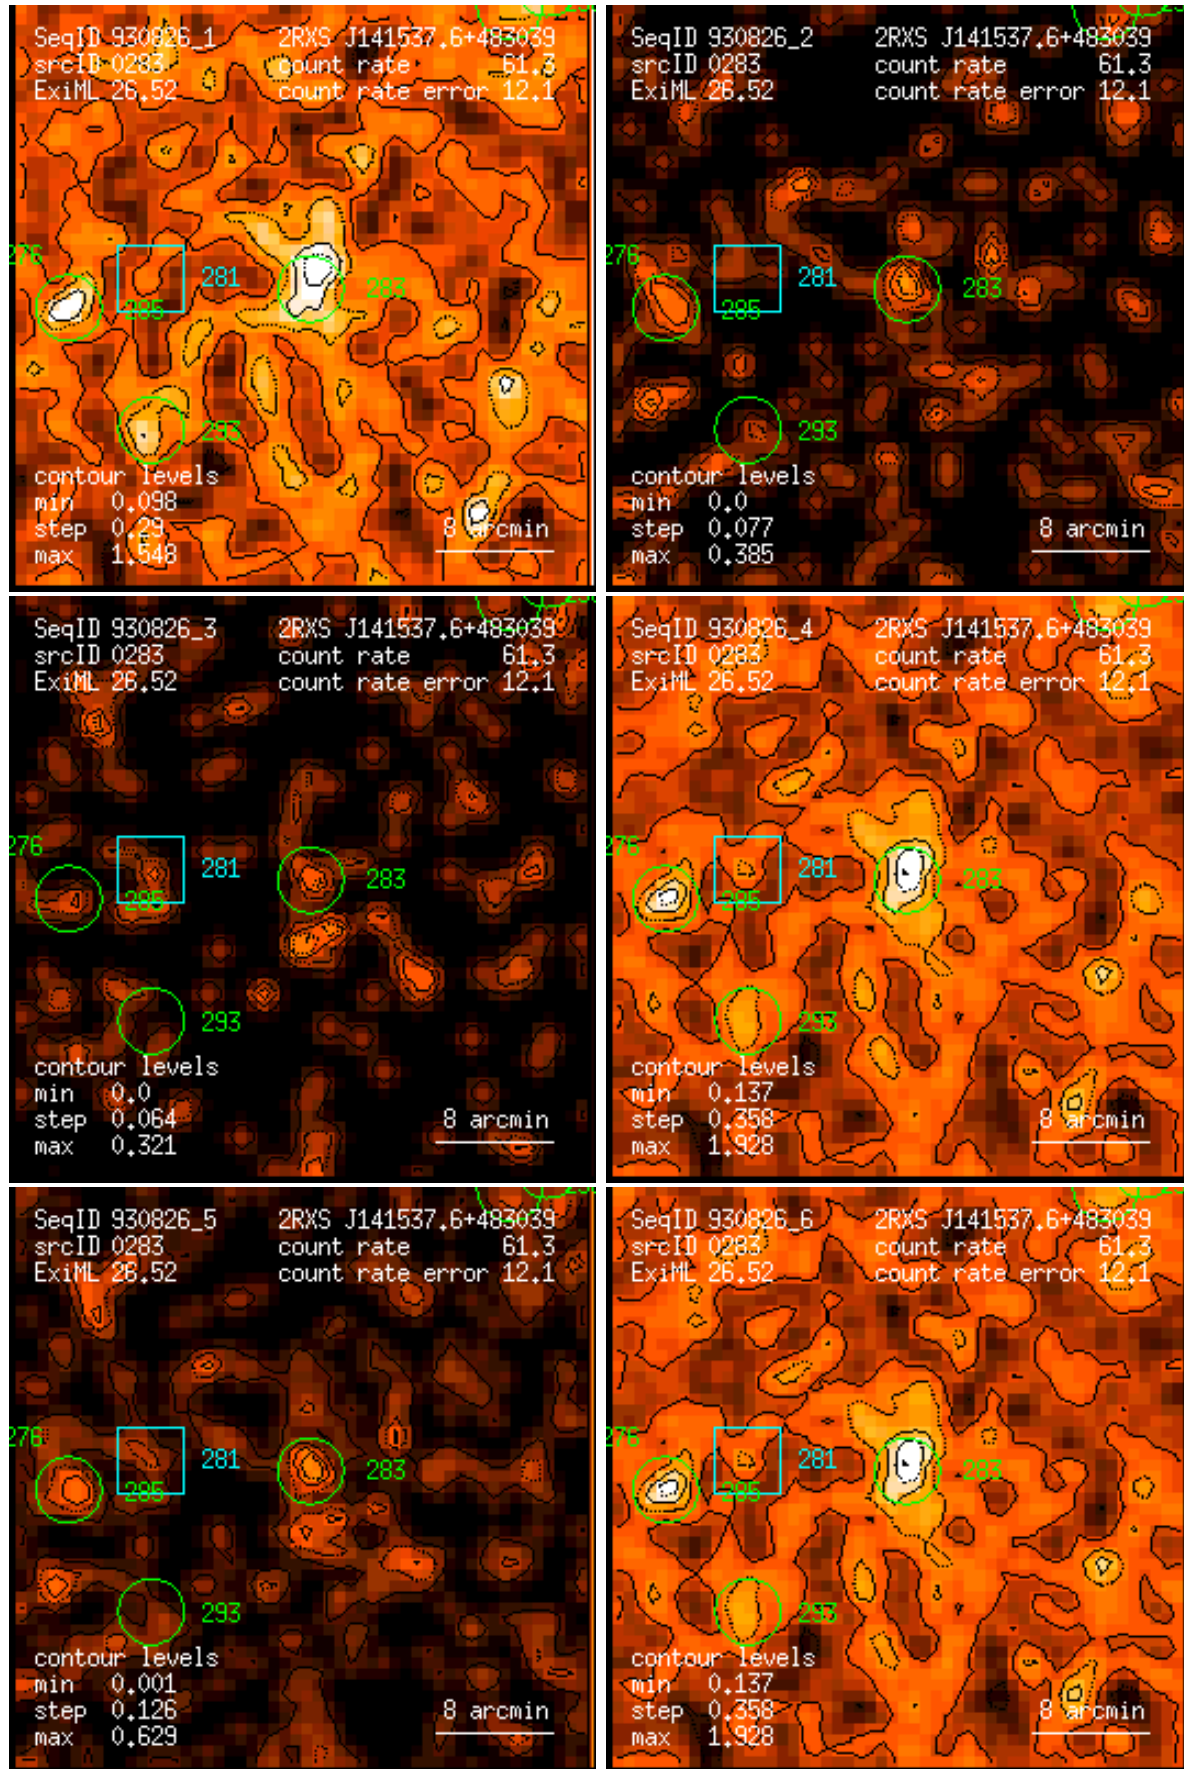 SeqID 930826_1 2RXS J141537.6+483039
srcID 0283 count rate 61.3
ExiML 26.52 count rate error 12.1
276
281 283
285
293
contour levels
min 0.098
step 0.29 8 arcmin
max 1.548
SeqID 930826_2 2RXS J141537.6+483039
srcID 0283 count rate 61.3
ExiML 26.52 count rate error 12.1
276
281 283
285
293
contour levels
min 0.0
step 0.077 8 arcmin
max 0.385
SeqID 930826_3 2RXS J141537.6+483039
srcID 0283 count rate 61.3
ExiML 26.52 count rate error 12.1
276
281 283
285
293
contour levels
min 0.0
step 0.064 8 arcmin
max 0.321
SeqID 930826_4 2RXS J141537.6+483039
srcID 0283 count rate 61.3
ExiML 26.52 count rate error 12.1
276
281 283
285
293
contour levels
min 0.137
step 0.358 8 arcmin
max 1.928
SeqID 930826_5 2RXS J141537.6+483039
srcID 0283 count rate 61.3
ExiML 26.52 count rate error 12.1
276
281 283
285
293
contour levels
min 0.001
step 0.126 8 arcmin
max 0.629
SeqID 930826_6 2RXS J141537.6+483039
srcID 0283 count rate 61.3
ExiML 26.52 count rate error 12.1
276
281 283
285
293
contour levels
min 0.137
step 0.358 8 arcmin
max 1.928